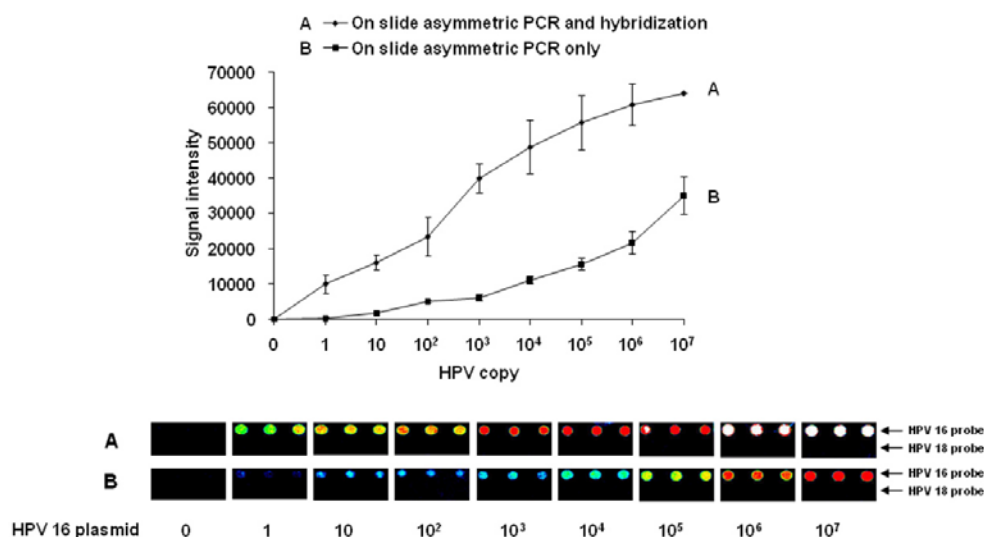 A On slide asymmetric PCR and hybridization
B On slide asymmetric PCR only
70000
60000
50000
40000
30000
20000
10000
0
Signal intensity
A
B
0 1 10 10² 10³ 10⁴ 10⁵ 10⁶ 10⁷
HPV copy
A
HPV 16 probe
HPV 18 probe
B
HPV 16 probe
HPV 18 probe
HPV 16 plasmid 0 1 10 10² 10³ 10⁴ 10⁵ 10⁶ 10⁷